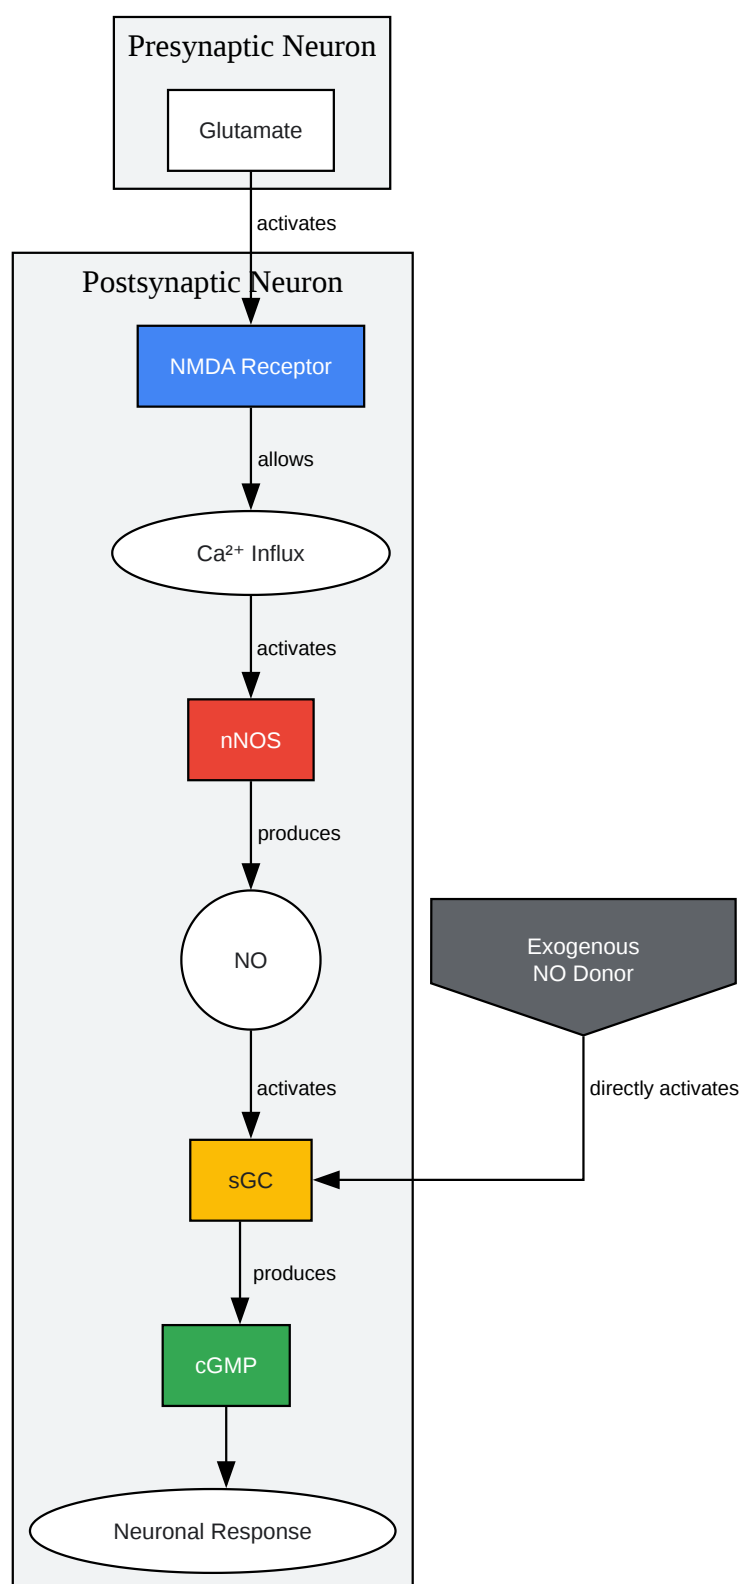 Presynaptic Neuron
Glutamate
activates
Postsynaptic Neuron
NMDA Receptor
allows
Ca²⁺ Influx
activates
nNOS
produces
NO
Exogenous
NO Donor
activates
directly activates
sGC
produces
cGMP
Neuronal Response